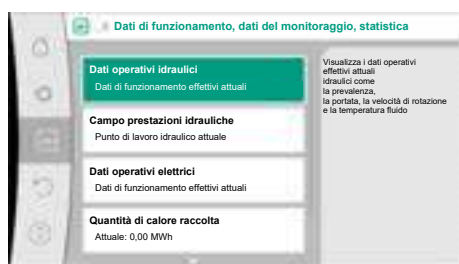 Dati di funzionamento, dati del monitoraggio, statistica
Dati operativi idraulici
Dati di funzionamento effettivi attuali
Campo prestazioni idrauliche
Punto di lavoro idraulico attuale
Dati operativi elettrici
Dati di funzionamento effettivi attuali
Quantità di calore raccolta
Attuale: 0,00 MWh
Visualizza i dati operativi
effettivi attuali
idraulici come
la prevalenza,
la portata, la velocità di rotazione
e la temperatura fluido